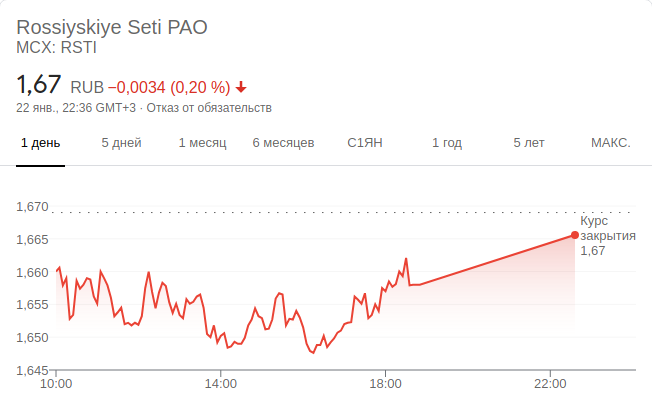 Rossiyskiye Seti PAO
MCX: RSTI
1,67 RUB −0,0034 (0,20 %)
22 янв., 22:36 GMT+3 · Отказ от обязательств
1 день 5 дней 1 месяц 6 месяцев С1ЯН 1 год 5 лет МАКС.
1,670
Курс
1,665 закрытия
1,67
1,660
1,655
1,650
1,645
10:00 14:00 18:00 22:00